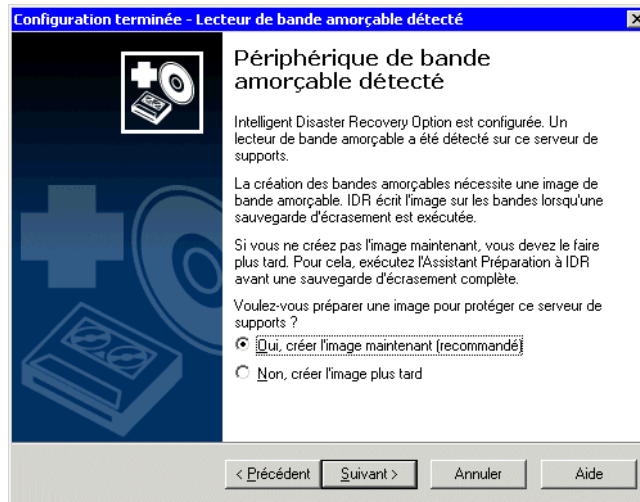 Configuration terminée - Lecteur de bande amorçable détecté
Périphérique de bande
amorçable détecté
Intelligent Disaster Recovery Option est configurée. Un
lecteur de bande amorçable a été détecté sur ce serveur de
supports.
La création des bandes amorçables nécessite une image de
bande amorçable. IDR écrit l'image sur les bandes lorsqu'une
sauvegarde d'écrasement est exécutée.
Si vous ne créez pas l'image maintenant, vous devez le faire
plus tard. Pour cela, exécutez l'Assistant Préparation à IDR
avant une sauvegarde d'écrasement complète.
Voulez-vous préparer une image pour protéger ce serveur de
supports ?
Oui, créer l'image maintenant (recommandé)
Non, créer l'image plus tard
< Précédent Suivant > Annuler Aide